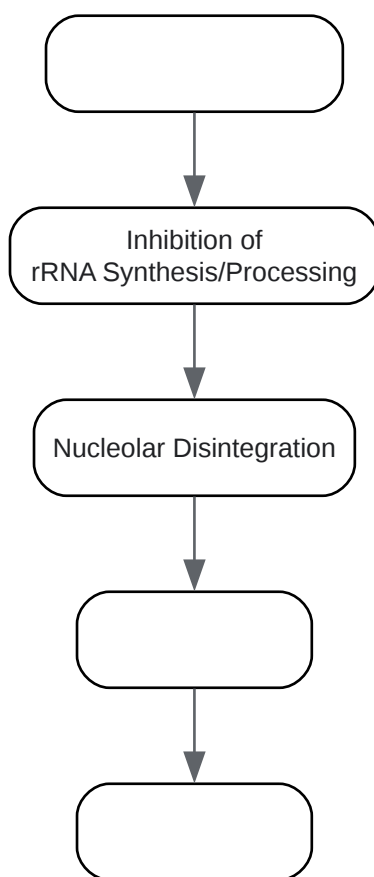 Inhibition of
rRNA Synthesis/Processing
Nucleolar Disintegration